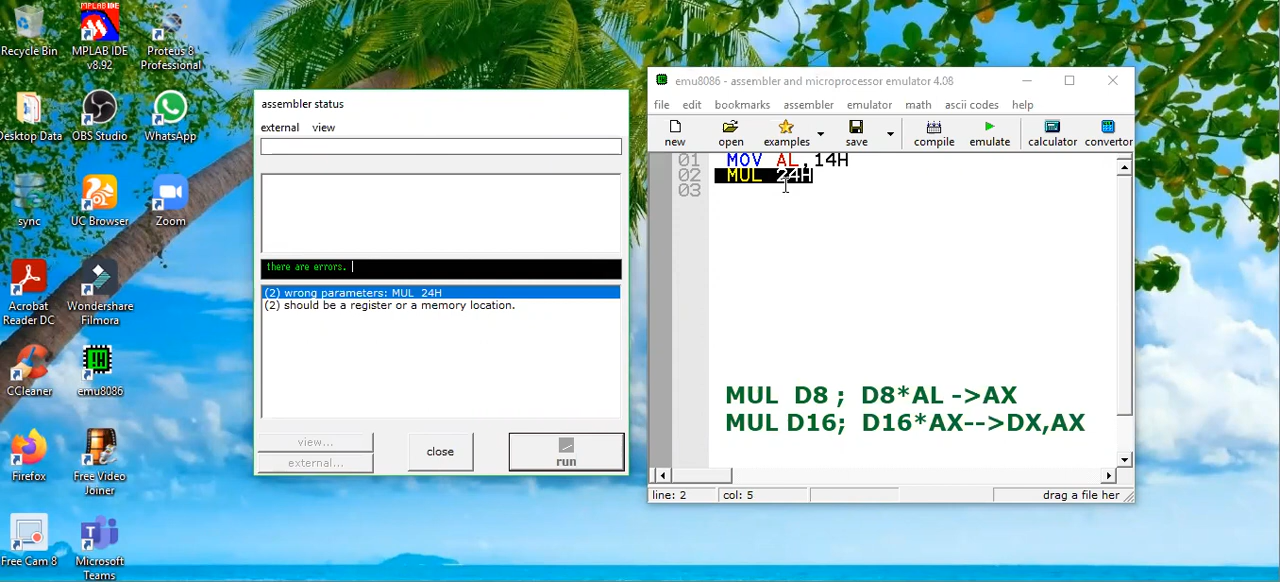 Recycle Bin
MPLAB IDE
v8.92
Proteus 8
Professional
Desktop Data
OBS Studio
WhatsApp
sync
UC Browser
Zoom
Acrobat
Reader DC
Wondershare
Filmora
CCleaner
emu8086
Firefox
Free Video
Joiner
Free Cam 8
Microsoft
Teams
assembler status
external view
there are errors.
(2) wrong parameters: MUL 24H
(2) should be a register or a memory location.
view...
external...
close
run
emu8086 - assembler and microprocessor emulator 4.08
file edit bookmarks assembler emulator math ascii codes help
new open examples save compile emulate calculator convertor
01 MOV AL,14H
02 MUL 24H
03
MUL D8 ; D8*AL ->AX
MUL D16; D16*AX-->DX,AX
line: 2 col: 5 drag a file her